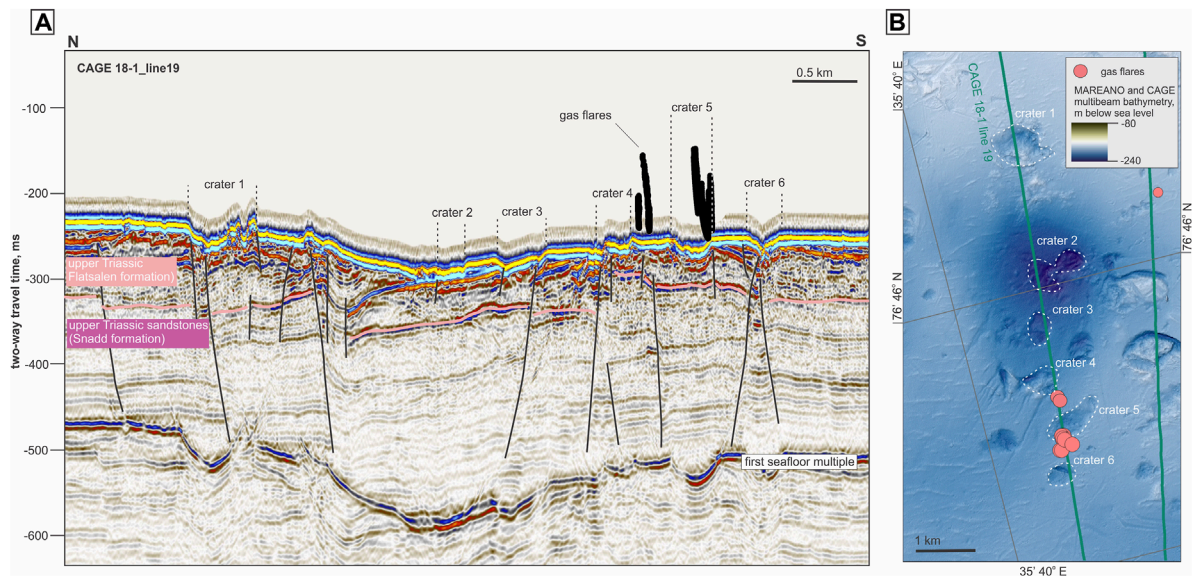 A
N
S
CAGE 18-1_line19
0.5 km
-100
-200
-300
-400
-500
-600
two-way travel time, ms
gas flares
crater 5
crater 1
crater 4
crater 6
crater 2
crater 3
upper Triassic
Flatsalen formation)
upper Triassic sandstones
(Snadd formation)
first seafloor multiple
B
35' 40° E
CAGE 18-1 line 19
gas flares
MAREANO and CAGE
multibeam bathymetry,
m below sea level
-80
-240
crater 1
76' 46° N
crater 2
76' 46° N
crater 3
crater 4
crater 5
crater 6
1 km
35' 40° E